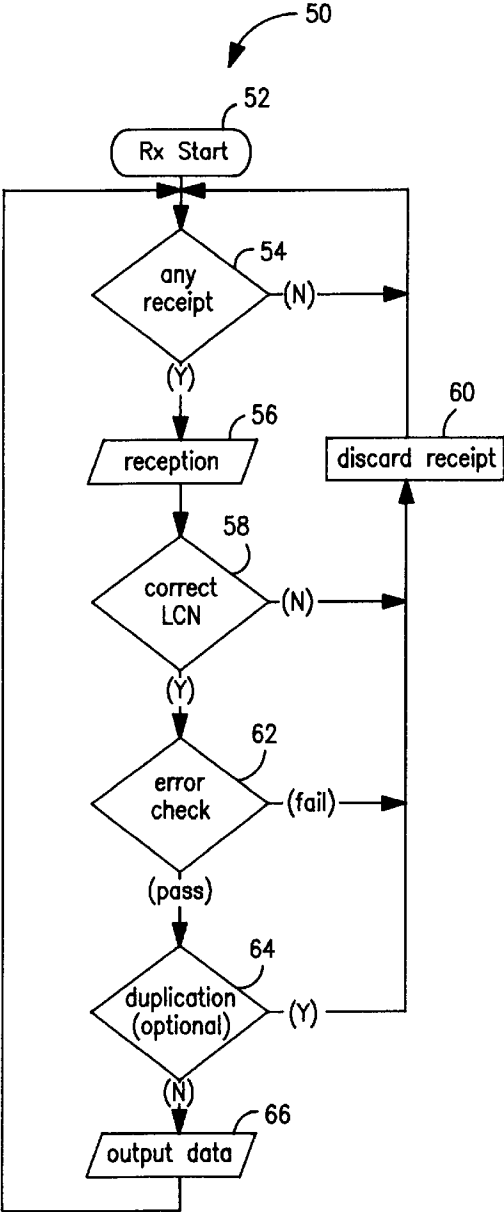 50
52
Rx Start
54
any
receipt
(N)
(Y)
56
reception
60
discard receipt
58
correct
LCN
(N)
(Y)
62
error
check
(fail)
(pass)
64
duplication
(optional)
(Y)
(N)
66
output data